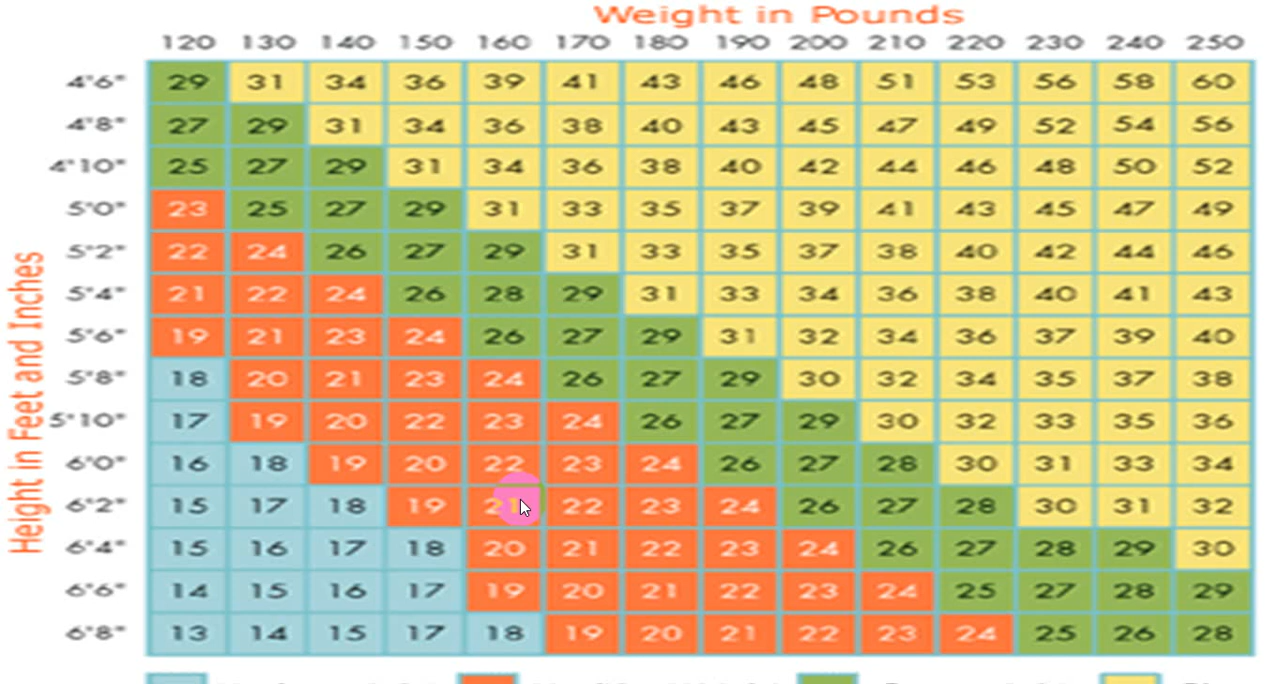 Weight in Pounds
120 130 140 150 160 170 180 190 200 210 220 230 240 250
Height in Feet and Inches
4'6" 29 31 34 36 39 41 43 46 48 51 53 56 58 60
4'8" 27 29 31 34 36 38 40 43 45 47 49 52 54 56
4'10" 25 27 29 31 34 36 38 40 42 44 46 48 50 52
5'0" 23 25 27 29 31 33 35 37 39 41 43 45 47 49
5'2" 22 24 26 27 29 31 33 35 37 38 40 42 44 46
5'4" 21 22 24 26 28 29 31 33 34 36 38 40 41 43
5'6" 19 21 23 24 26 27 29 31 32 34 36 37 39 40
5'8" 18 20 21 23 24 26 27 29 30 32 34 35 37 38
5'10" 17 19 20 22 23 24 26 27 29 30 32 33 35 36
6'0" 16 18 19 20 22 23 24 26 27 28 30 31 33 34
6'2" 15 17 18 19 21 22 23 24 26 27 28 30 31 32
6'4" 15 16 17 18 20 21 22 23 24 26 27 28 29 30
6'6" 14 15 16 17 19 20 21 22 23 24 25 27 28 29
6'8" 13 14 15 17 18 19 20 21 22 23 24 25 26 28